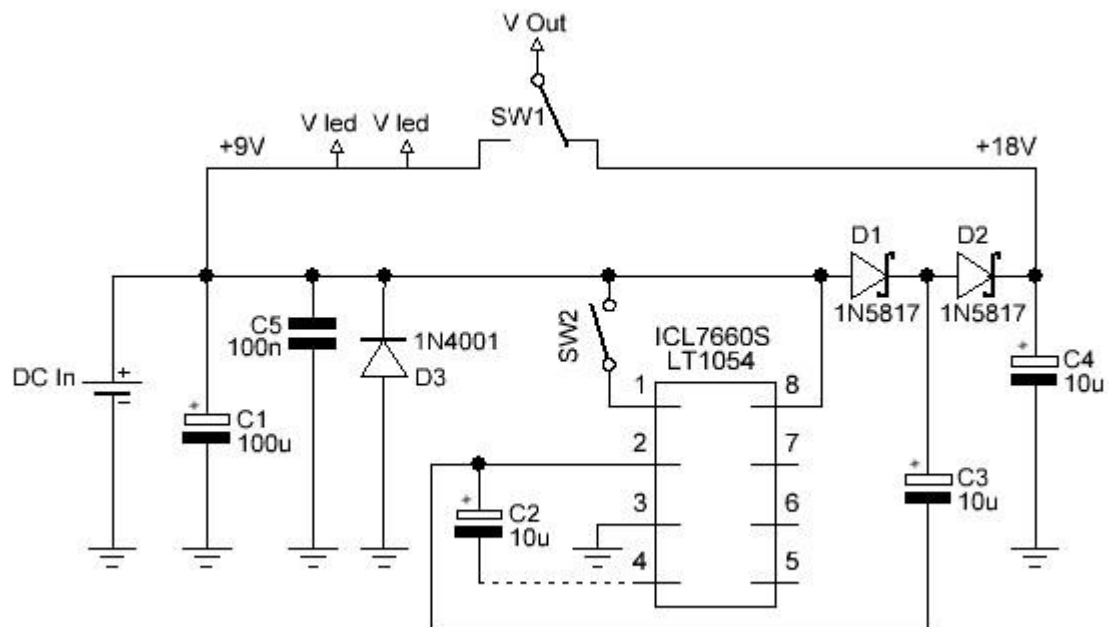 V Out
SW1
V led V led
+9V
+18V
D1
D2
1N5817
1N5817
C5
100n
1N4001
D3
SW2
ICL7660S
LT1054
DC In
+
−
+
C1
100u
+
C4
10u
1
8
2
7
3
6
4
5
+
C2
10u
+
C3
10u